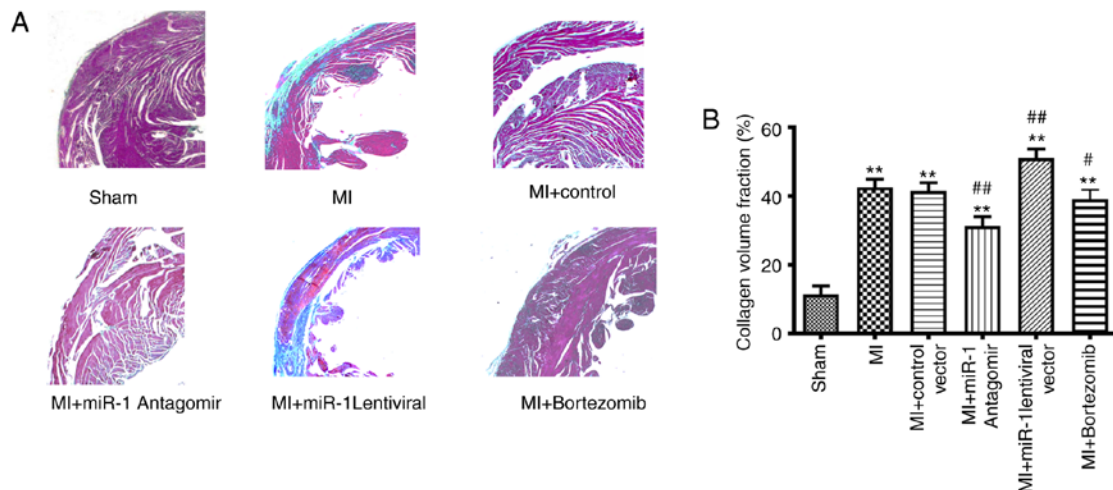 A
Sham
MI
MI+control
MI+miR-1 Antagomir
MI+miR-1Lentiviral
MI+Bortezomib
B
Collagen volume fraction (%)
60
40
20
0
**
**
##
**
##
**
#
**
Sham
MI
MI+control
vector
MI+miR-1
Antagomir
MI+miR-1lentiviral
vector
MI+Bortezomib